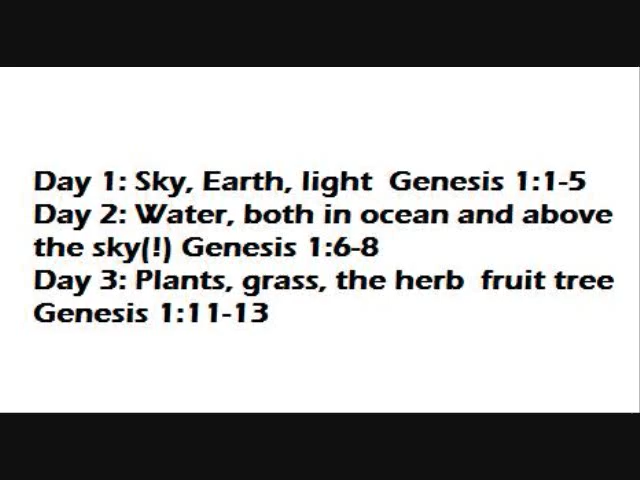 Day 1: Sky, Earth, light  Genesis 1:1-5
Day 2: Water, both in ocean and above
the sky(!) Genesis 1:6-8
Day 3: Plants, grass, the herb  fruit tree
Genesis 1:11-13